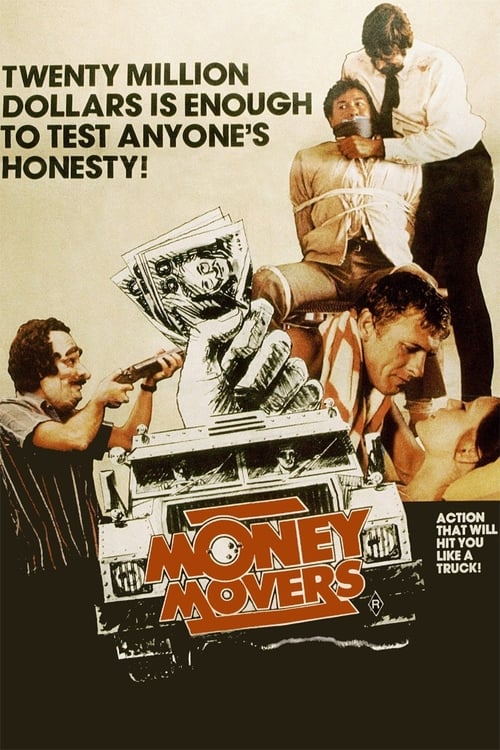 TWENTY MILLION
DOLLARS IS ENOUGH
TO TEST ANYONE'S
HONESTY!
ACTION
THAT WILL
HIT YOU
LIKE A
TRUCK!
MONEY
MOVERS
R